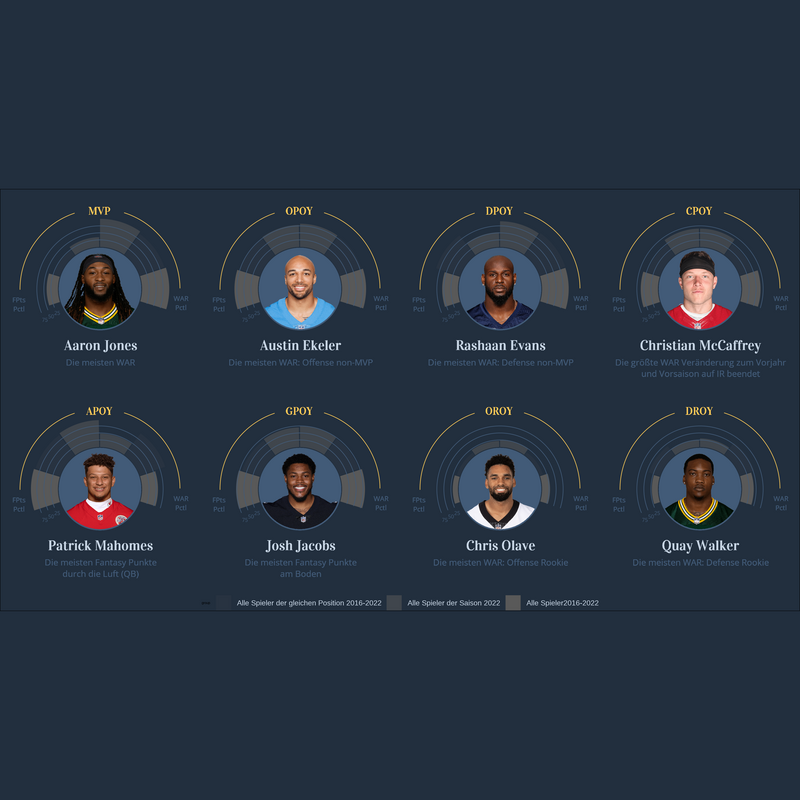 MVP
FPts
Pctl
WAR
Pctl
Aaron Jones
Die meisten WAR
OPOY
FPts
Pctl
WAR
Pctl
Austin Ekeler
Die meisten WAR: Offense non-MVP
DPOY
FPts
Pctl
WAR
Pctl
Rashaan Evans
Die meisten WAR: Defense non-MVP
CPOY
FPts
Pctl
WAR
Pctl
Christian McCaffrey
Die größte WAR Veränderung zum Vorjahr
und Vorsaison auf IR beendet
APOY
FPts
Pctl
WAR
Pctl
Patrick Mahomes
Die meisten Fantasy Punkte
durch die Luft (QB)
GPOY
FPts
Pctl
WAR
Pctl
Josh Jacobs
Die meisten Fantasy Punkte
am Boden
OROY
FPts
Pctl
WAR
Pctl
Chris Olave
Die meisten WAR: Offense Rookie
DROY
FPts
Pctl
WAR
Pctl
Quay Walker
Die meisten WAR: Defense Rookie
Alle Spieler der gleichen Position 2016-2022
Alle Spieler der Saison 2022
Alle Spieler2016-2022